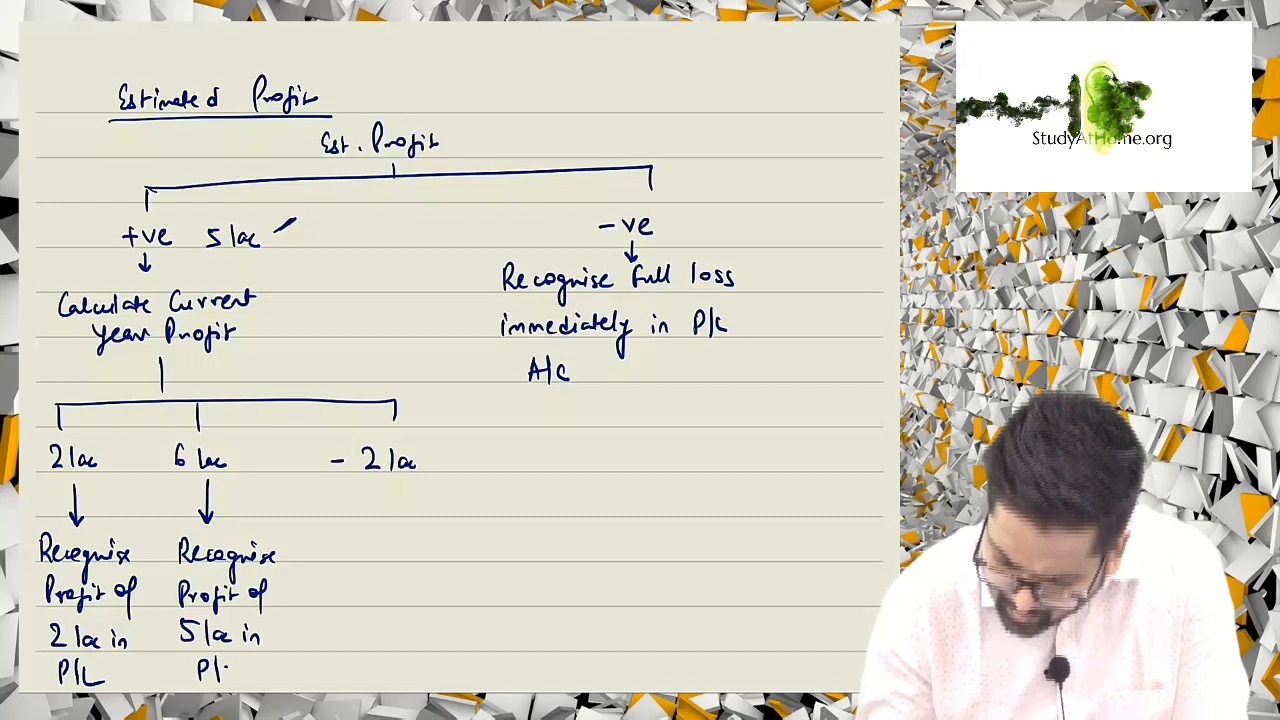 Estimated Profit
Est. Profit
+ve 5 lac
-ve
Calculate Current
Year Profit
Recognise full loss
immediately in P/L
A/c
2 lac 6 lac - 2 lac
Recognise
Profit of
2 lac in
P/L
Recognise
Profit of
5 lac in
P/
StudyAtHome.org